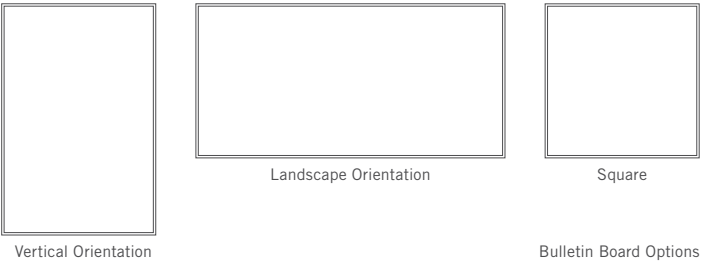 Landscape Orientation
Square
Vertical Orientation
Bulletin Board Options